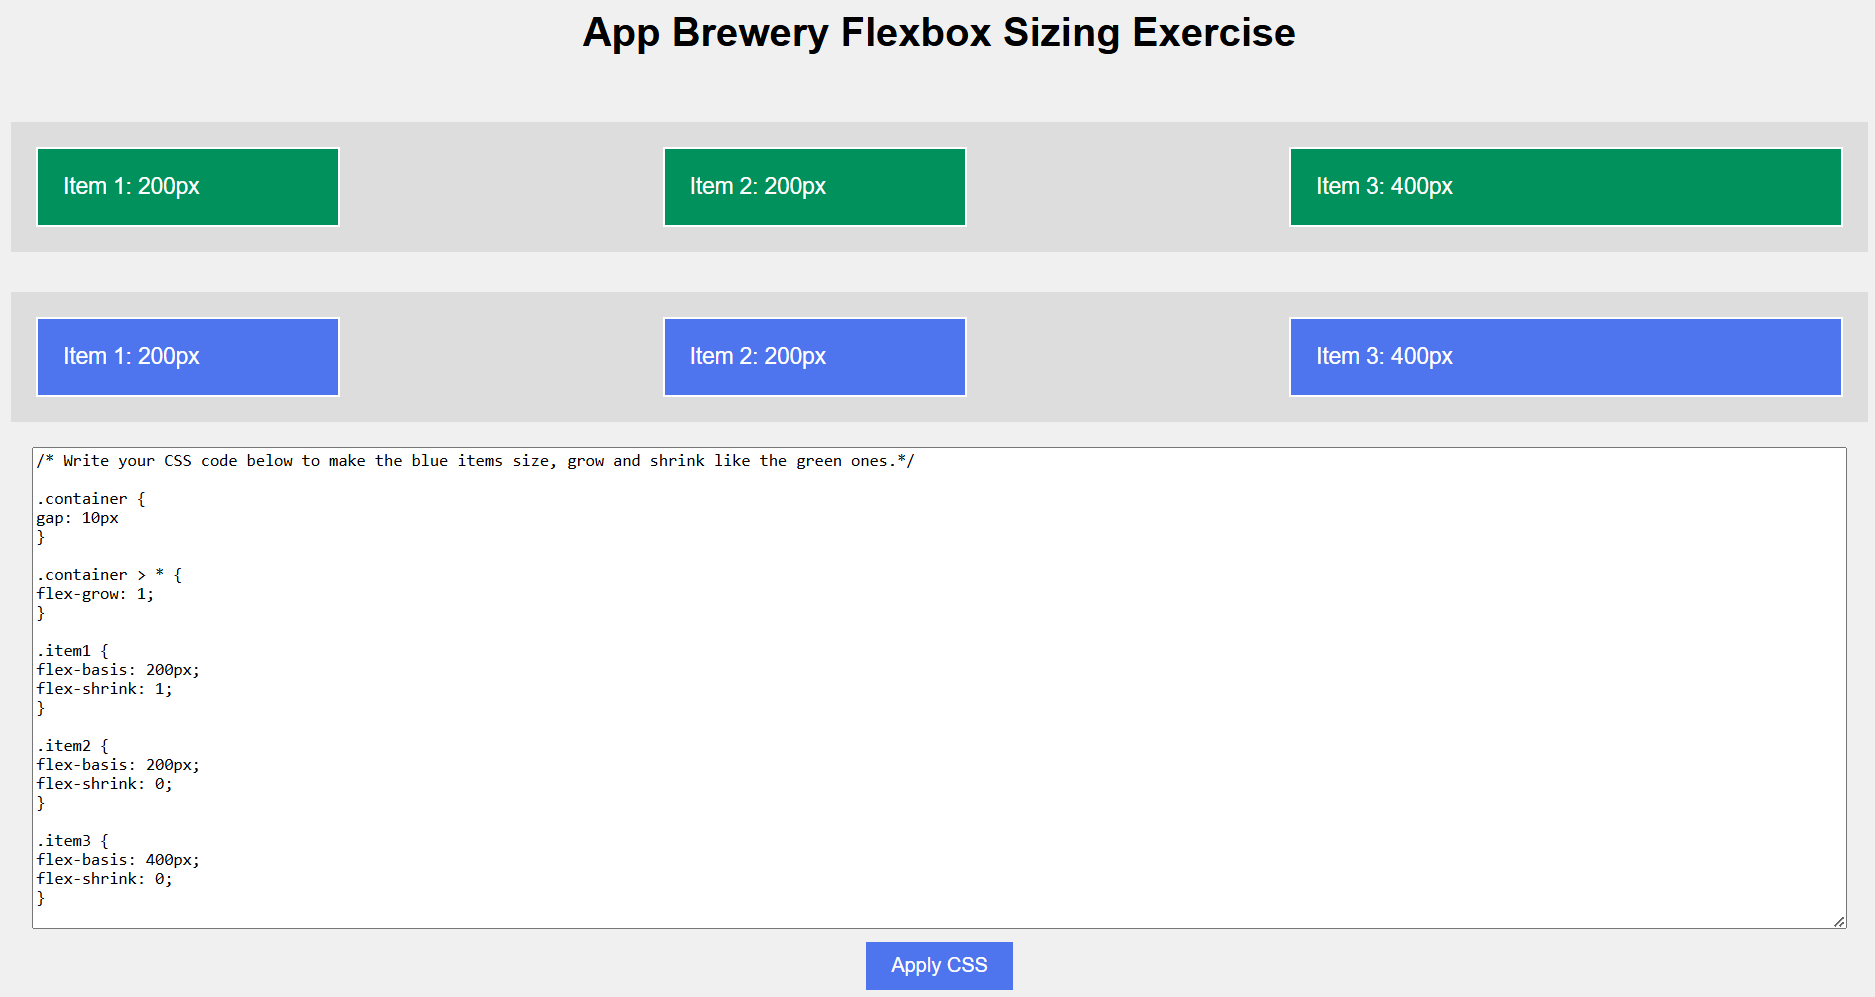 App Brewery Flexbox Sizing Exercise
Item 1: 200px
Item 2: 200px
Item 3: 400px
Item 1: 200px
Item 2: 200px
Item 3: 400px
/* Write your CSS code below to make the blue items size, grow and shrink like the green ones.*/
.container {
gap: 10px
}
.container > * {
flex-grow: 1;
}
.item1 {
flex-basis: 200px;
flex-shrink: 1;
}
.item2 {
flex-basis: 200px;
flex-shrink: 0;
}
.item3 {
flex-basis: 400px;
flex-shrink: 0;
}
Apply CSS